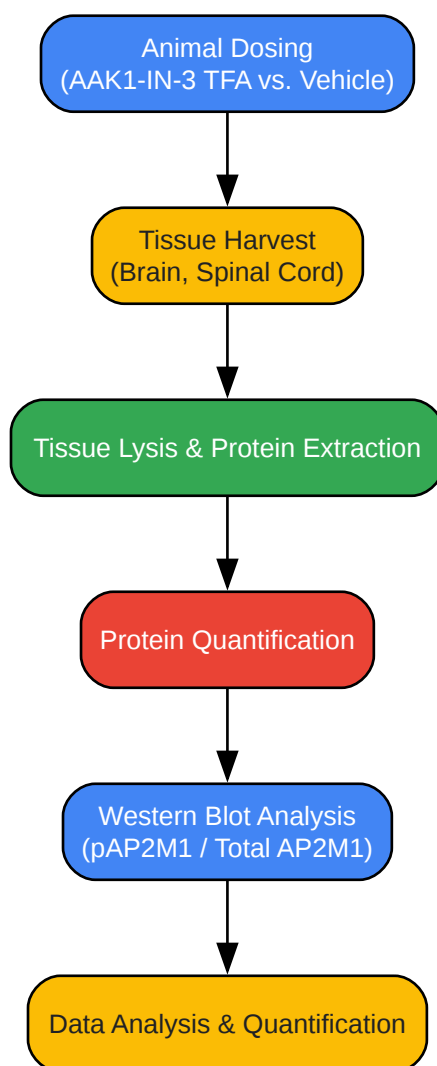 Animal Dosing
(AAK1-IN-3 TFA vs. Vehicle)
Tissue Harvest
(Brain, Spinal Cord)
Tissue Lysis & Protein Extraction
Protein Quantification
Western Blot Analysis
(pAP2M1 / Total AP2M1)
Data Analysis & Quantification